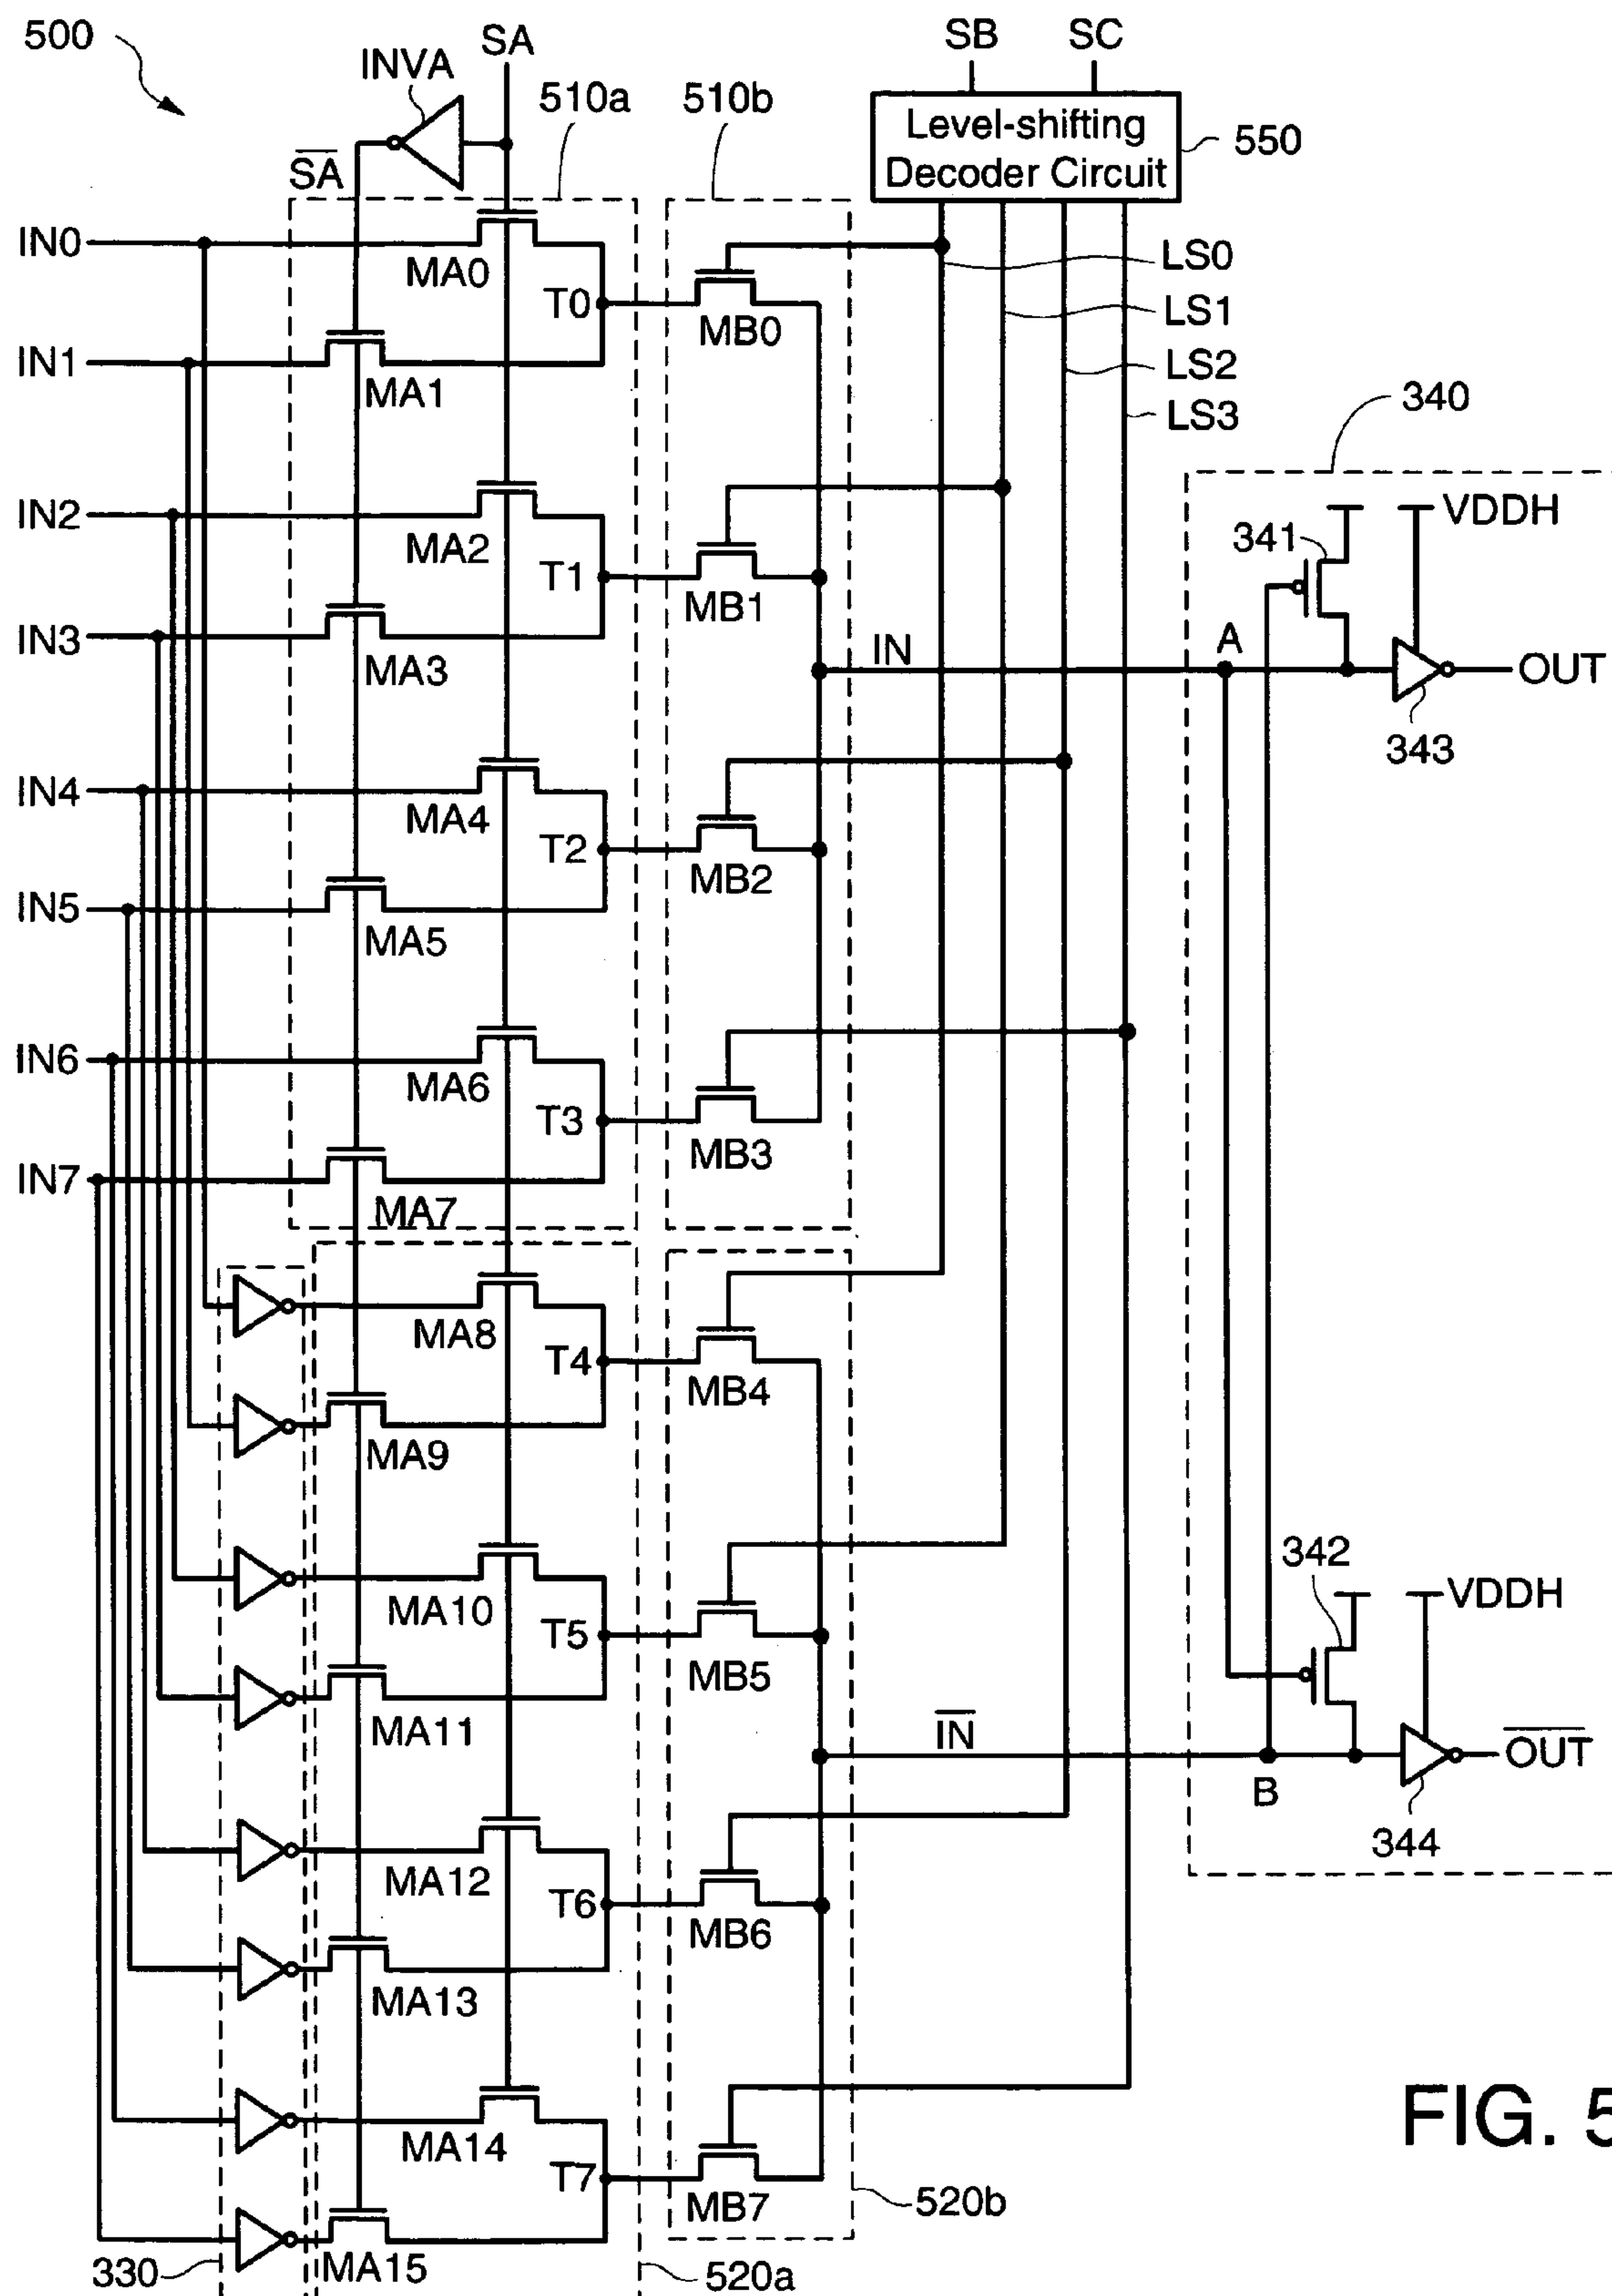 500
INVA
SA
510a
510b
SB
SC
Level-shifting
Decoder Circuit
550
S̅A̅
IN0
MA0
T0
MB0
LS0
LS1
IN1
MA1
LS2
LS3
340
IN2
MA2
T1
MB1
341
VDDH
IN3
MA3
IN
A
OUT
343
IN4
MA4
T2
MB2
IN5
MA5
IN6
MA6
T3
MB3
IN7
MA7
MA8
T4
MB4
MA9
MA10
T5
MB5
342
VDDH
MA11
I̅N̅
B
O̅U̅T̅
344
MA12
T6
MB6
MA13
MA14
T7
MB7
520b
330
MA15
520a
FIG. 5